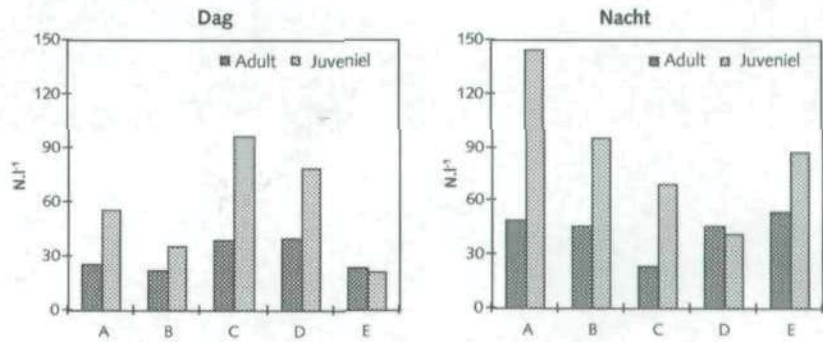 Dag
150
120
90
60
30
0
N.l⁻¹
Adult Juveniel
A B C D E
Nacht
150
120
90
60
30
0
N.l⁻¹
Adult Juveniel
A B C D E